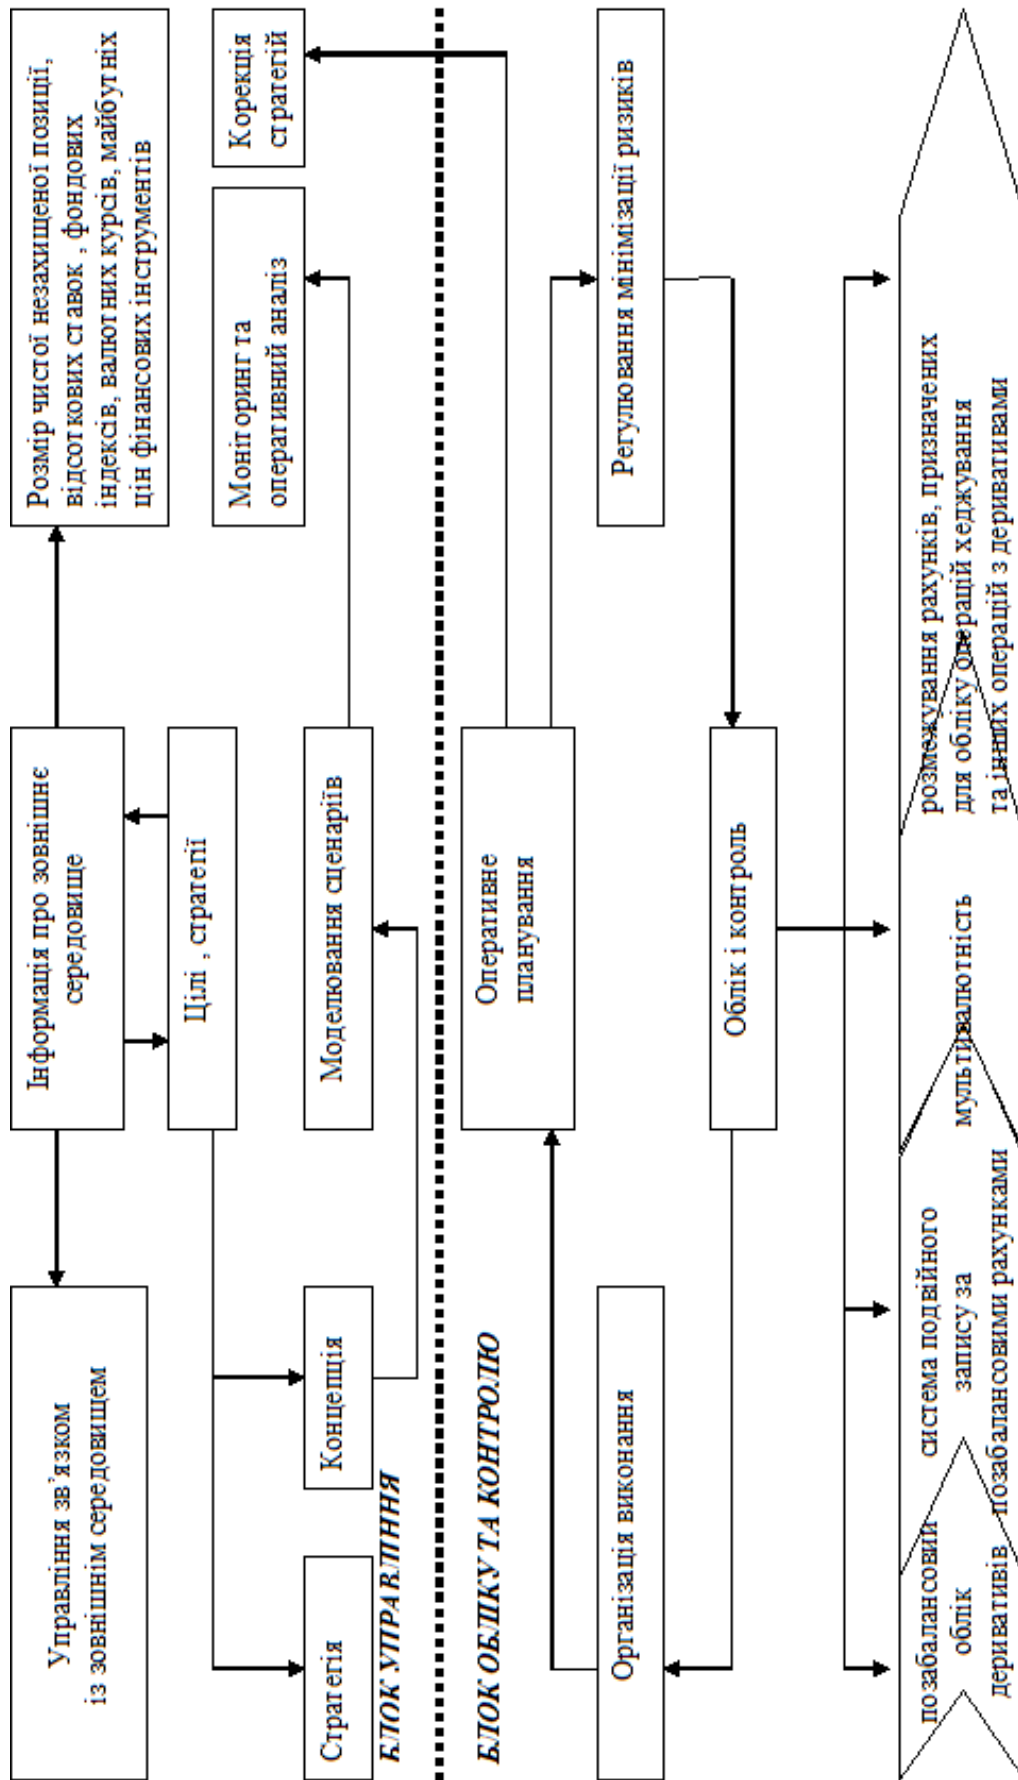 Управління зв’язком
із зовнішнім середовищем
Інформація про зовнішнє
середовище
Розмір чистої незахищеної позиції,
відсоткових ставок , фондових
індексів, валютних курсів, майбутніх
цін фінансових інструментів
Цілі , стратегії
Стратегія
Концепція
Моделювання сценаріїв
Моніторинг та
оперативний аналіз
Корекція
стратегій
БЛОК УПРАВЛІННЯ
БЛОК ОБЛІКУ ТА КОНТРОЛЮ
Оперативне
планування
Організація виконання
Регулювання мінімізації ризиків
Облік і контроль
позабалансовий
облік
деривативів
система подвійного
запису за
позабалансовими рахунками
мультивалютність
розмежування рахунків, призначених
для обліку операцій хеджування
та інших операцій з деривативами